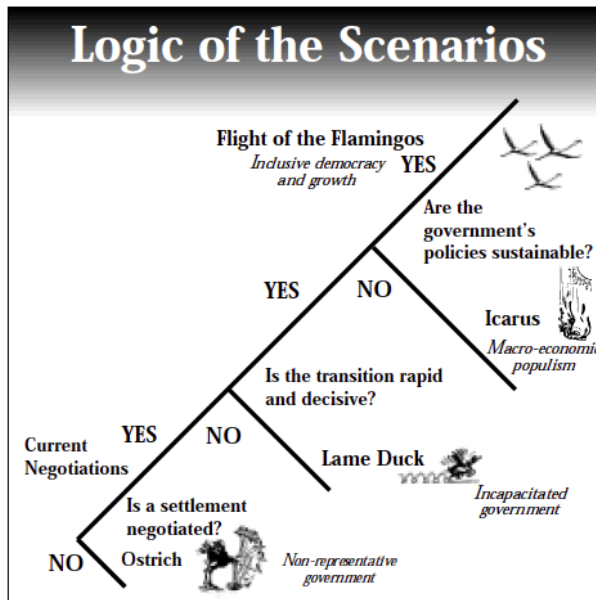 Logic of the Scenarios
Flight of the Flamingos
Inclusive democracy
and growth
YES
Are the
government's
policies sustainable?
YES
NO
Icarus
Macro-economic
populism
Is the transition rapid
and decisive?
YES
NO
Current
Negotiations
Lame Duck
Incapacitated
government
Is a settlement
negotiated?
NO
Ostrich
Non-representative
government